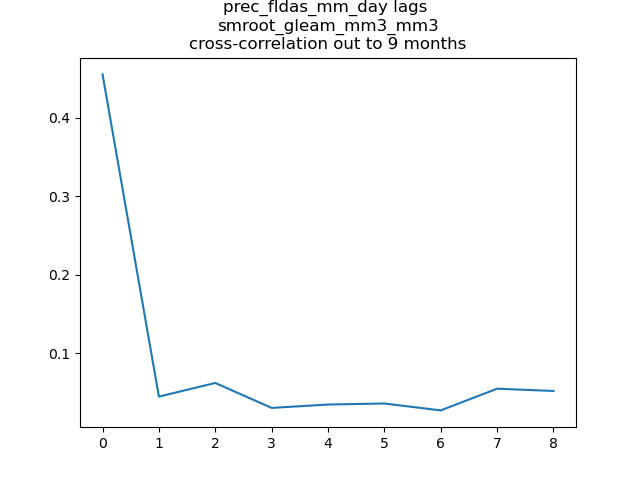 prec_fldas_mm_day lags
smroot_gleam_mm3_mm3
cross-correlation out to 9 months
0.4
0.3
0.2
0.1
0 1 2 3 4 5 6 7 8